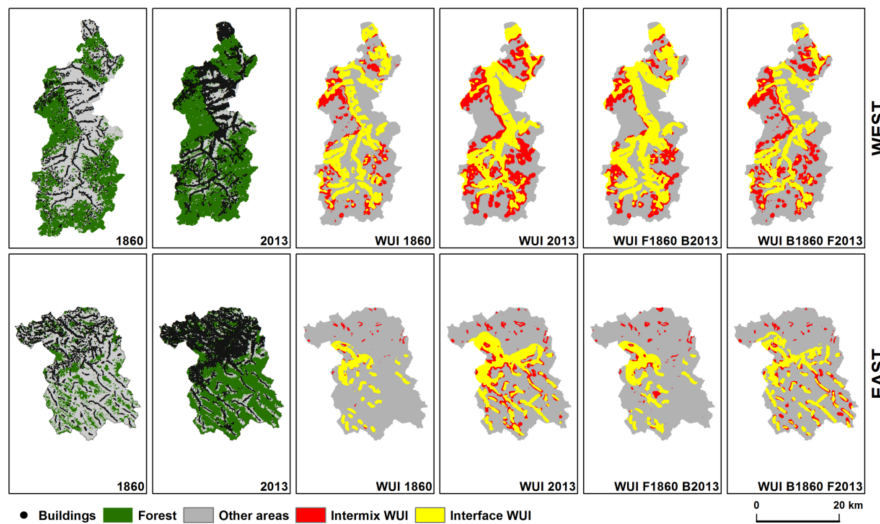 1860
2013
WUI 1860
WUI 2013
WUI F1860 B2013
WUI B1860 F2013
WEST
1860
2013
WUI 1860
WUI 2013
WUI F1860 B2013
WUI B1860 F2013
EAST
Buildings
Forest
Other areas
Intermix WUI
Interface WUI
0
20 km